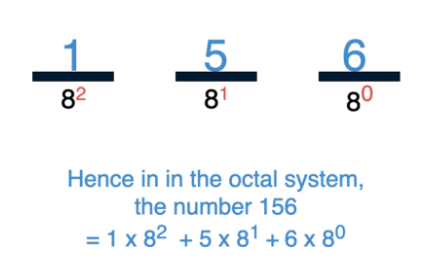 1 5 6
8² 8¹ 8⁰
Hence in in the octal system,
the number 156
= 1 x 8² + 5 x 8¹ + 6 x 8⁰